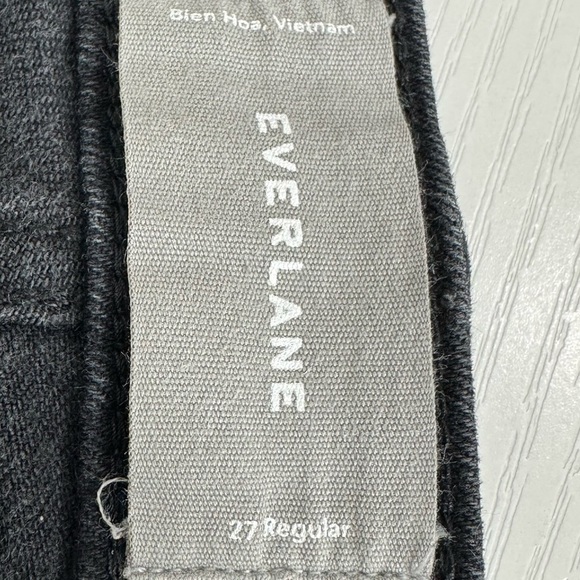 Bien Hoa, Vietnam
EVERLANE
27 Regular